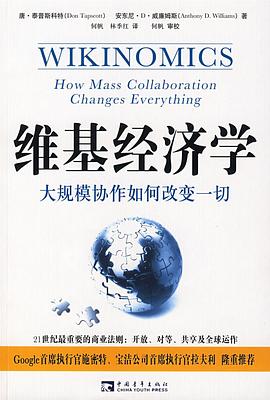 唐·泰普斯科特(Don Tapscott)　安东尼·D·威廉姆斯(Anthony D. Williams) 著
何帆　林季红 译　何帆 审校
WIKINOMICS
How Mass Collaboration
Changes Everything
维基经济学
大规模协作如何改变一切
21世纪最重要的商业法则：开放、对等、共享及全球运作
Google首席执行官施密特、宝洁公司首席执行官拉夫利 隆重推荐
中国青年出版社
CHINA YOUTH PRESS